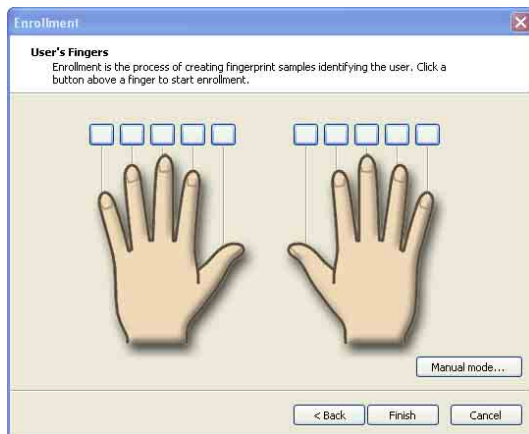 Enrollment
User's Fingers
Enrollment is the process of creating fingerprint samples identifying the user. Click a
button above a finger to start enrollment.
Manual mode...
< Back
Finish
Cancel